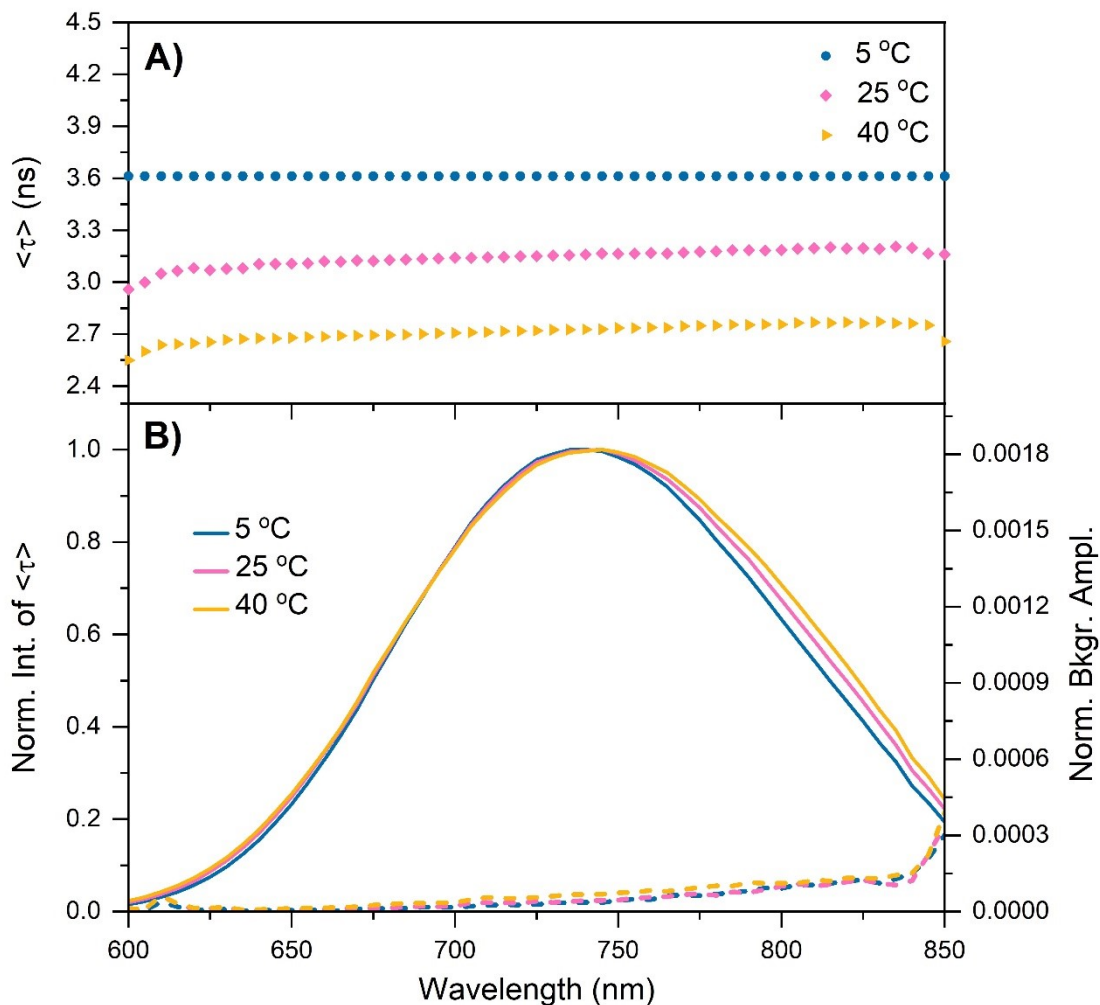 A)
5 °C
25 °C
40 °C
4.5
4.2
3.9
3.6
3.3
3.0
2.7
2.4
<τ> (ns)
B)
5 °C
25 °C
40 °C
1.0
0.8
0.6
0.4
0.2
0.0
Norm. Int. of <τ>
0.0018
0.0015
0.0012
0.0009
0.0006
0.0003
0.0000
Norm. Bkgr. Ampl.
600 650 700 750 800 850
Wavelength (nm)